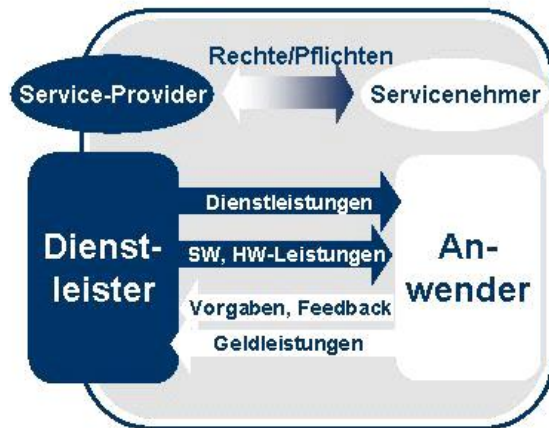 Rechte/Pflichten
Service-Provider
Servicenehmer
Dienstleistungen
SW, HW-Leistungen
Dienst-
leister
An-
wender
Vorgaben, Feedback
Geldleistungen